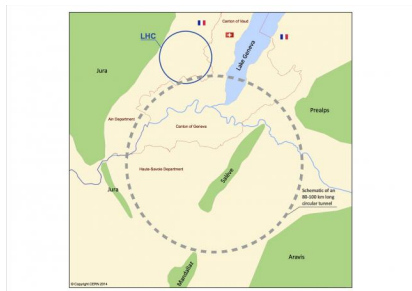 Canton of Vaud
LHC
Lake Geneva
Jura
Prealps
Ain Department
Canton of Geneva
Haute-Savoie Department
Salève
Jura
Schematic of an
80-100 km long
circular tunnel
Mandallaz
Aravis
© Copyright CERN 2014